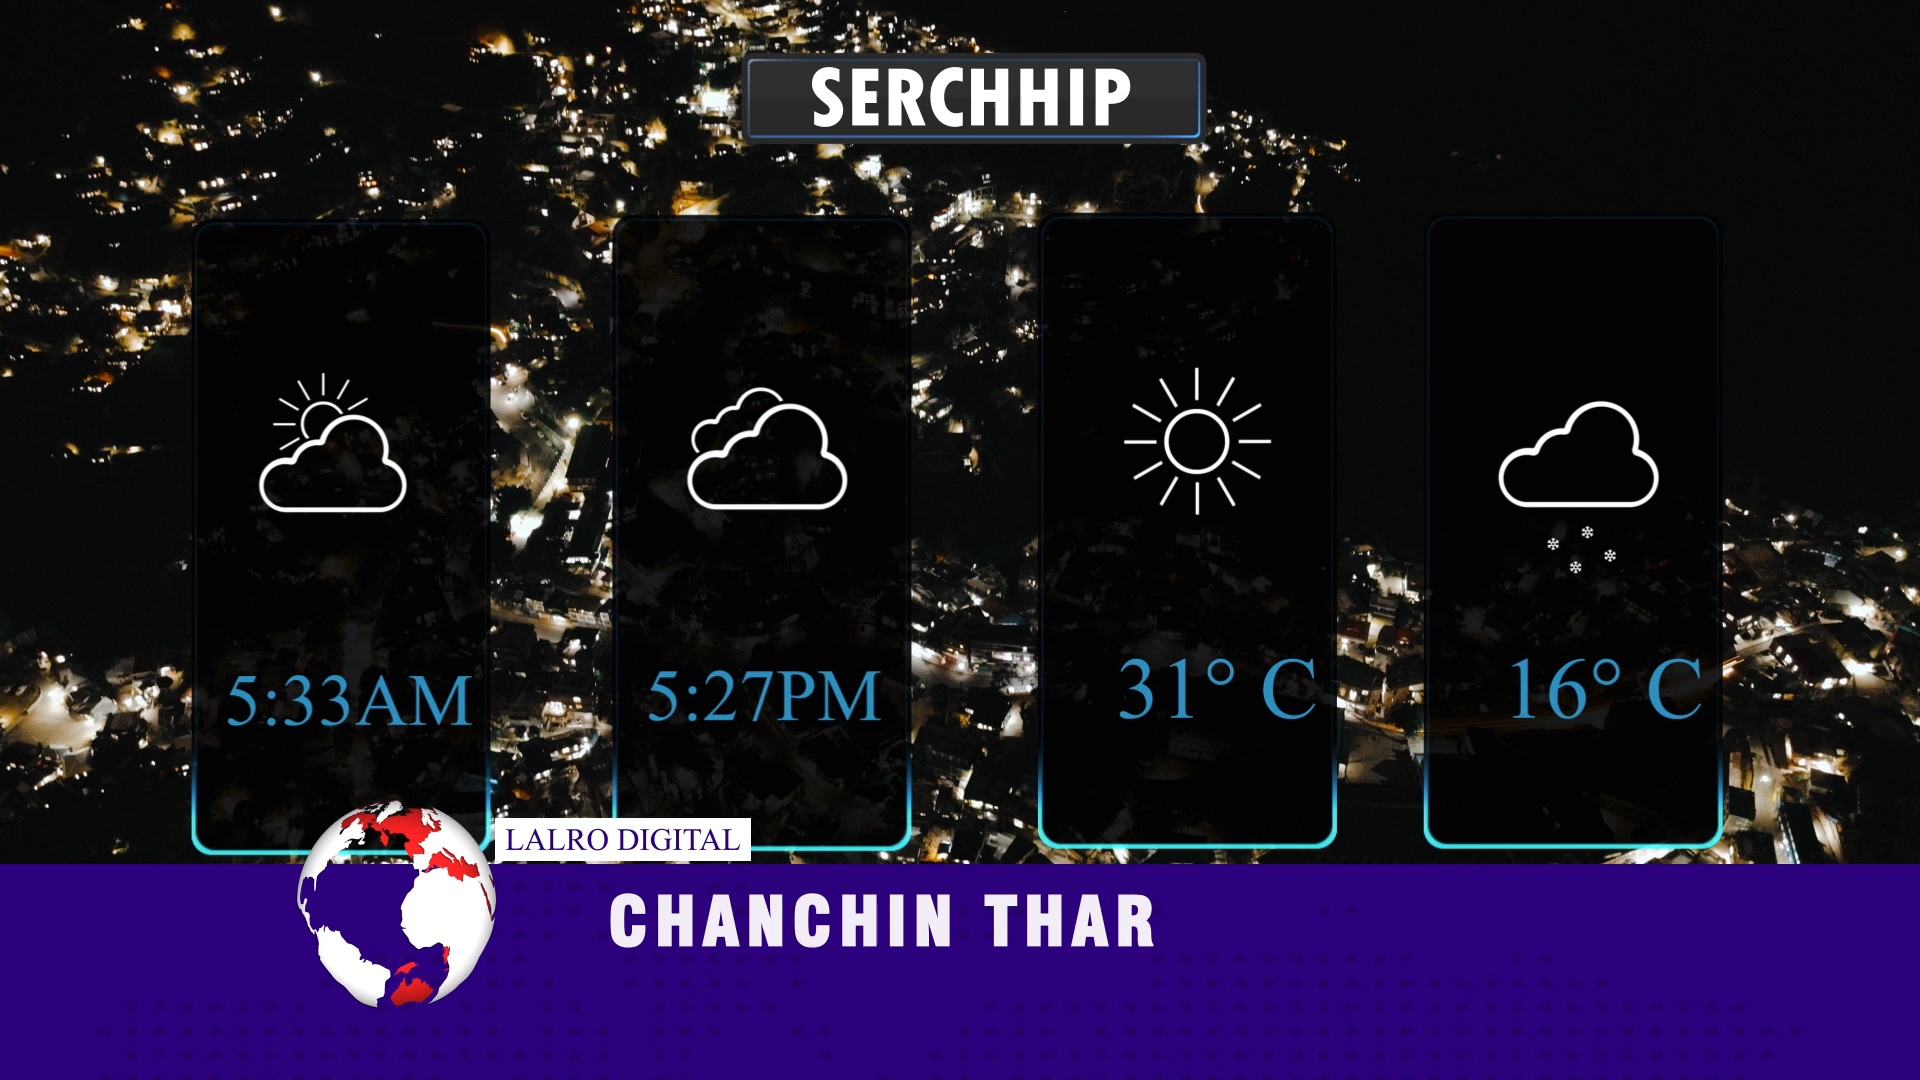 SERCHHIP
5:33AM
5:27PM
31° C
16° C
LALRO DIGITAL
CHANCHIN THAR